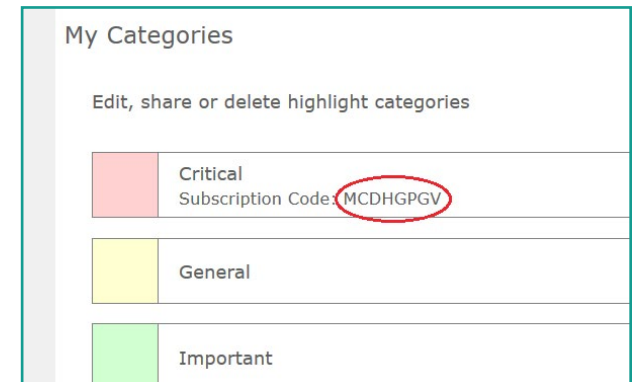 My Categories
Edit, share or delete highlight categories
Critical
Subscription Code: MCDHGPGV
General
Important